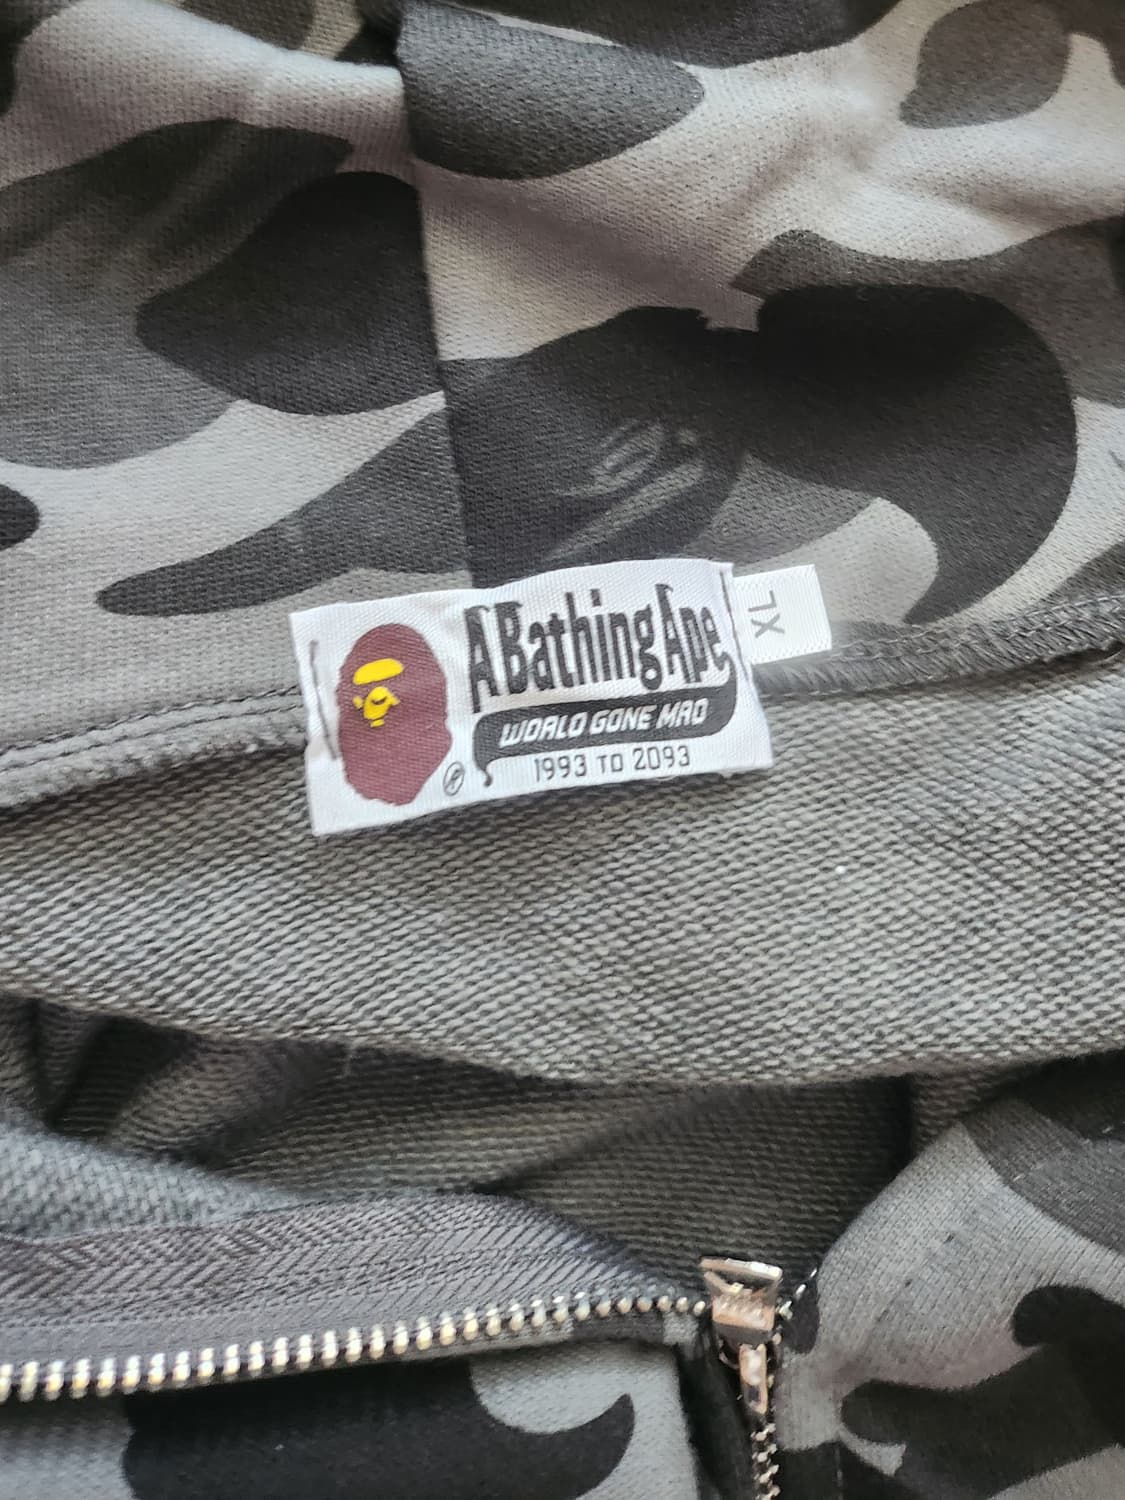 A Bathing Ape
XL
WORLD GONE MAD
1993 TO 2093
®